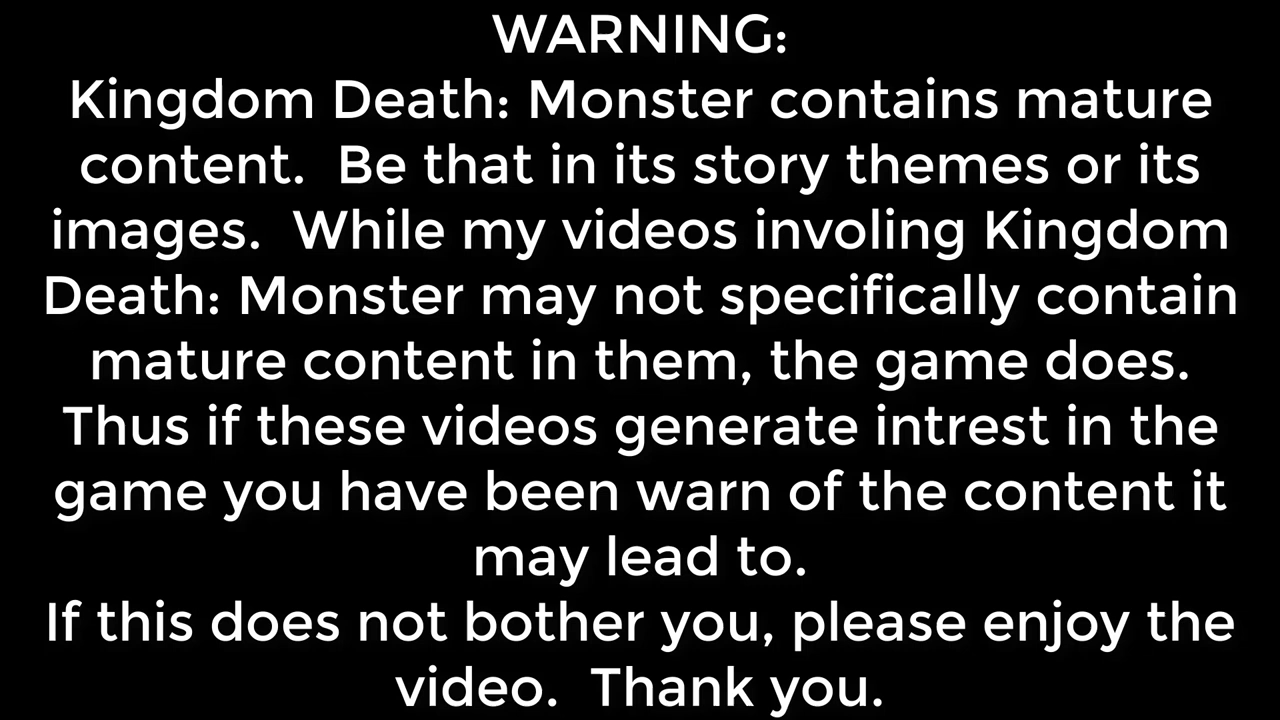 WARNING:
Kingdom Death: Monster contains mature
content.  Be that in its story themes or its
images.  While my videos involing Kingdom
Death: Monster may not specifically contain
mature content in them, the game does.
Thus if these videos generate intrest in the
game you have been warn of the content it
may lead to.
If this does not bother you, please enjoy the
video.  Thank you.